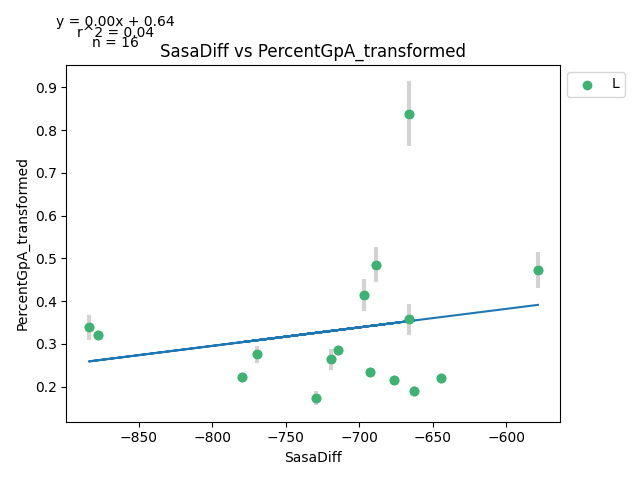 y = 0.00x + 0.64
r^2 = 0.04
n = 16
SasaDiff vs PercentGpA_transformed
L
PercentGpA_transformed
0.9
0.8
0.7
0.6
0.5
0.4
0.3
0.2
−850
−800
−750
−700
−650
−600
SasaDiff